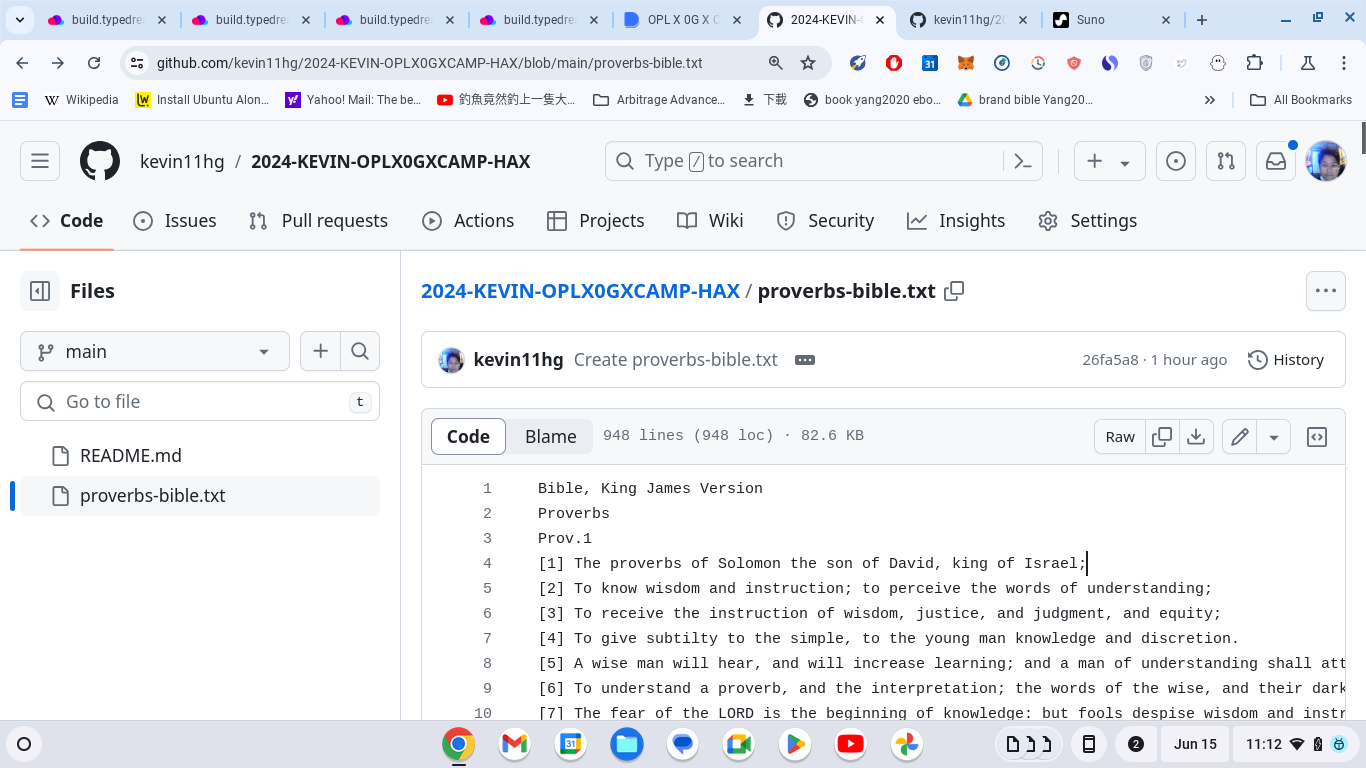 build.typedre
build.typedre
build.typedre
build.typedre
OPL X 0G X C
2024-KEVIN-
kevin11hg/20
Suno
github.com/kevin11hg/2024-KEVIN-OPLX0GXCAMP-HAX/blob/main/proverbs-bible.txt
Wikipedia
Install Ubuntu Alon...
Yahoo! Mail: The be...
釣魚竟然釣上一隻大...
Arbitrage Advance...
下載
book yang2020 ebo...
brand bible Yang20...
All Bookmarks
kevin11hg / 2024-KEVIN-OPLX0GXCAMP-HAX
Type / to search
Code
Issues
Pull requests
Actions
Projects
Wiki
Security
Insights
Settings
Files
main
Go to file
t
README.md
proverbs-bible.txt
2024-KEVIN-OPLX0GXCAMP-HAX / proverbs-bible.txt
kevin11hg Create proverbs-bible.txt
26fa5a8 · 1 hour ago
History
Code
Blame
948 lines (948 loc) · 82.6 KB
Raw
1 Bible, King James Version
2 Proverbs
3 Prov.1
4 [1] The proverbs of Solomon the son of David, king of Israel;
5 [2] To know wisdom and instruction; to perceive the words of understanding;
6 [3] To receive the instruction of wisdom, justice, and judgment, and equity;
7 [4] To give subtilty to the simple, to the young man knowledge and discretion.
8 [5] A wise man will hear, and will increase learning; and a man of understanding shall att
9 [6] To understand a proverb, and the interpretation; the words of the wise, and their dark
10 [7] The fear of the LORD is the beginning of knowledge: but fools despise wisdom and instr
2
Jun 15
11:12